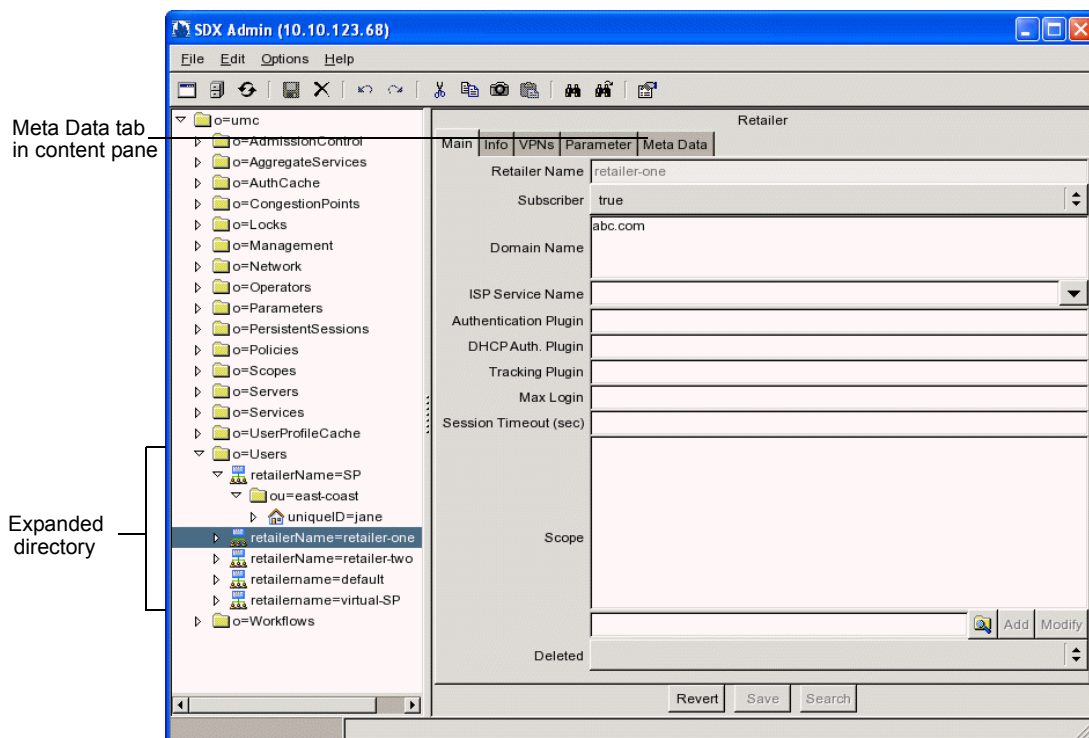 SDX Admin (10.10.123.68)
File Edit Options Help
Meta Data tab
in content pane
Expanded
directory
o=umc
o=AdmissionControl
o=AggregateServices
o=AuthCache
o=CongestionPoints
o=Locks
o=Management
o=Network
o=Operators
o=Parameters
o=PersistentSessions
o=Policies
o=Scopes
o=Servers
o=Services
o=UserProfileCache
o=Users
retailerName=SP
ou=east-coast
uniqueID=jane
retailerName=retailer-one
retailerName=retailer-two
retailername=default
retailername=virtual-SP
o=Workflows
Retailer
Main Info VPNs Parameter Meta Data
Retailer Name retailer-one
Subscriber true
Domain Name abc.com
ISP Service Name
Authentication Plugin
DHCP Auth. Plugin
Tracking Plugin
Max Login
Session Timeout (sec)
Scope
Add Modify
Deleted
Revert Save Search